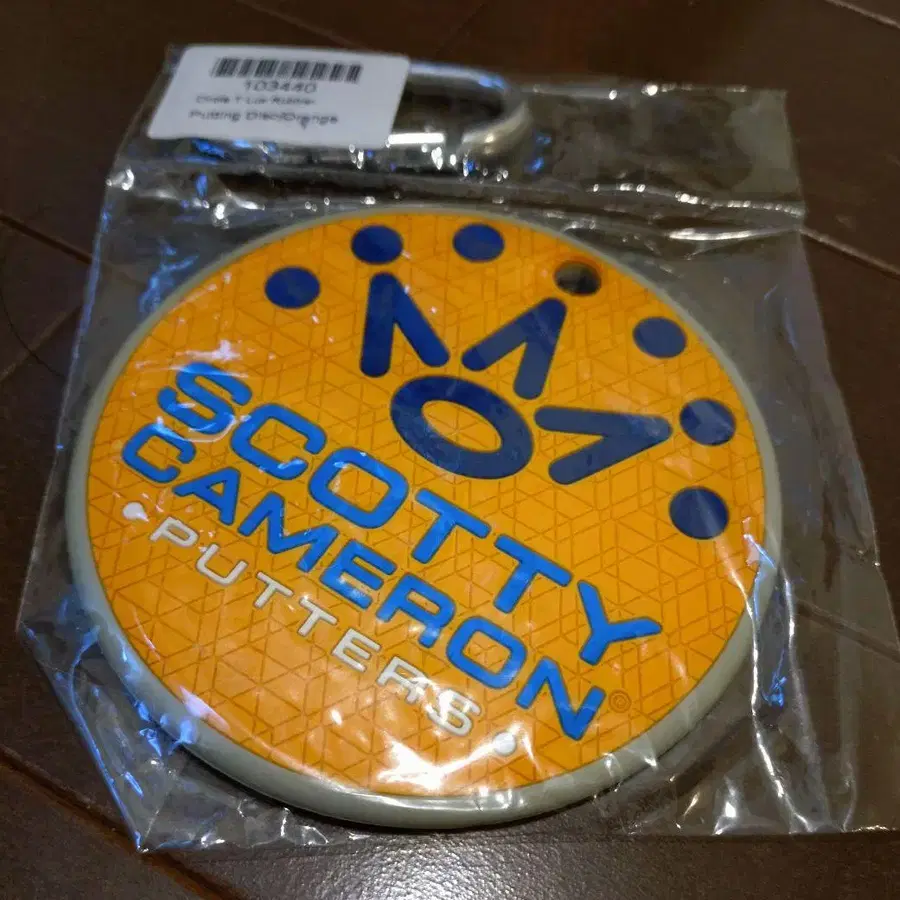 103440
Circle T Lux Rubber
Putting Disc/Orange
SCOTTY
CAMERON
PUTTERS